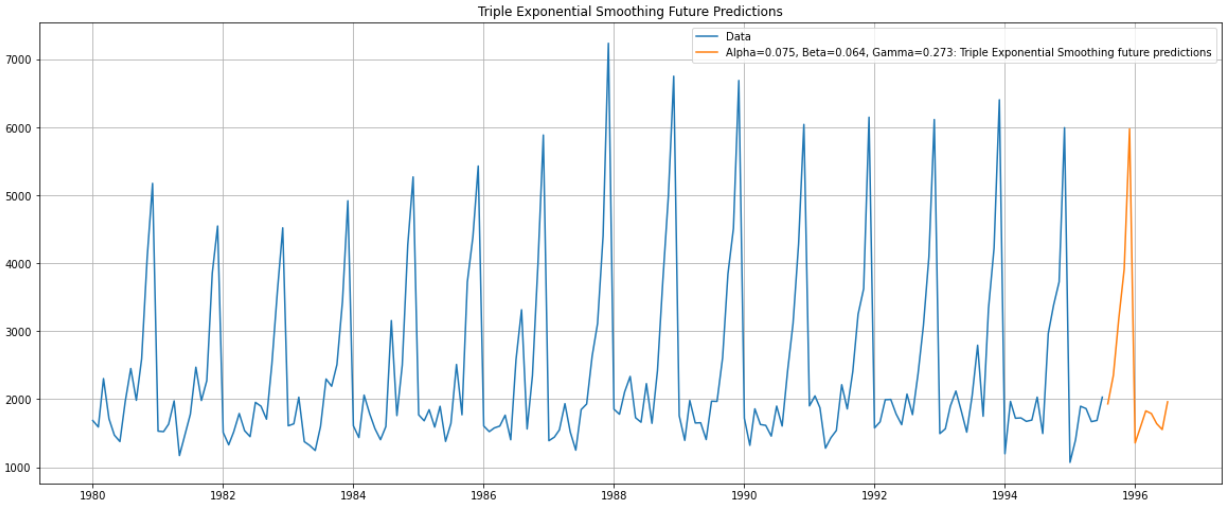 Triple Exponential Smoothing Future Predictions
Data
Alpha=0.075, Beta=0.064, Gamma=0.273: Triple Exponential Smoothing future predictions
7000
6000
5000
4000
3000
2000
1000
1980 1982 1984 1986 1988 1990 1992 1994 1996